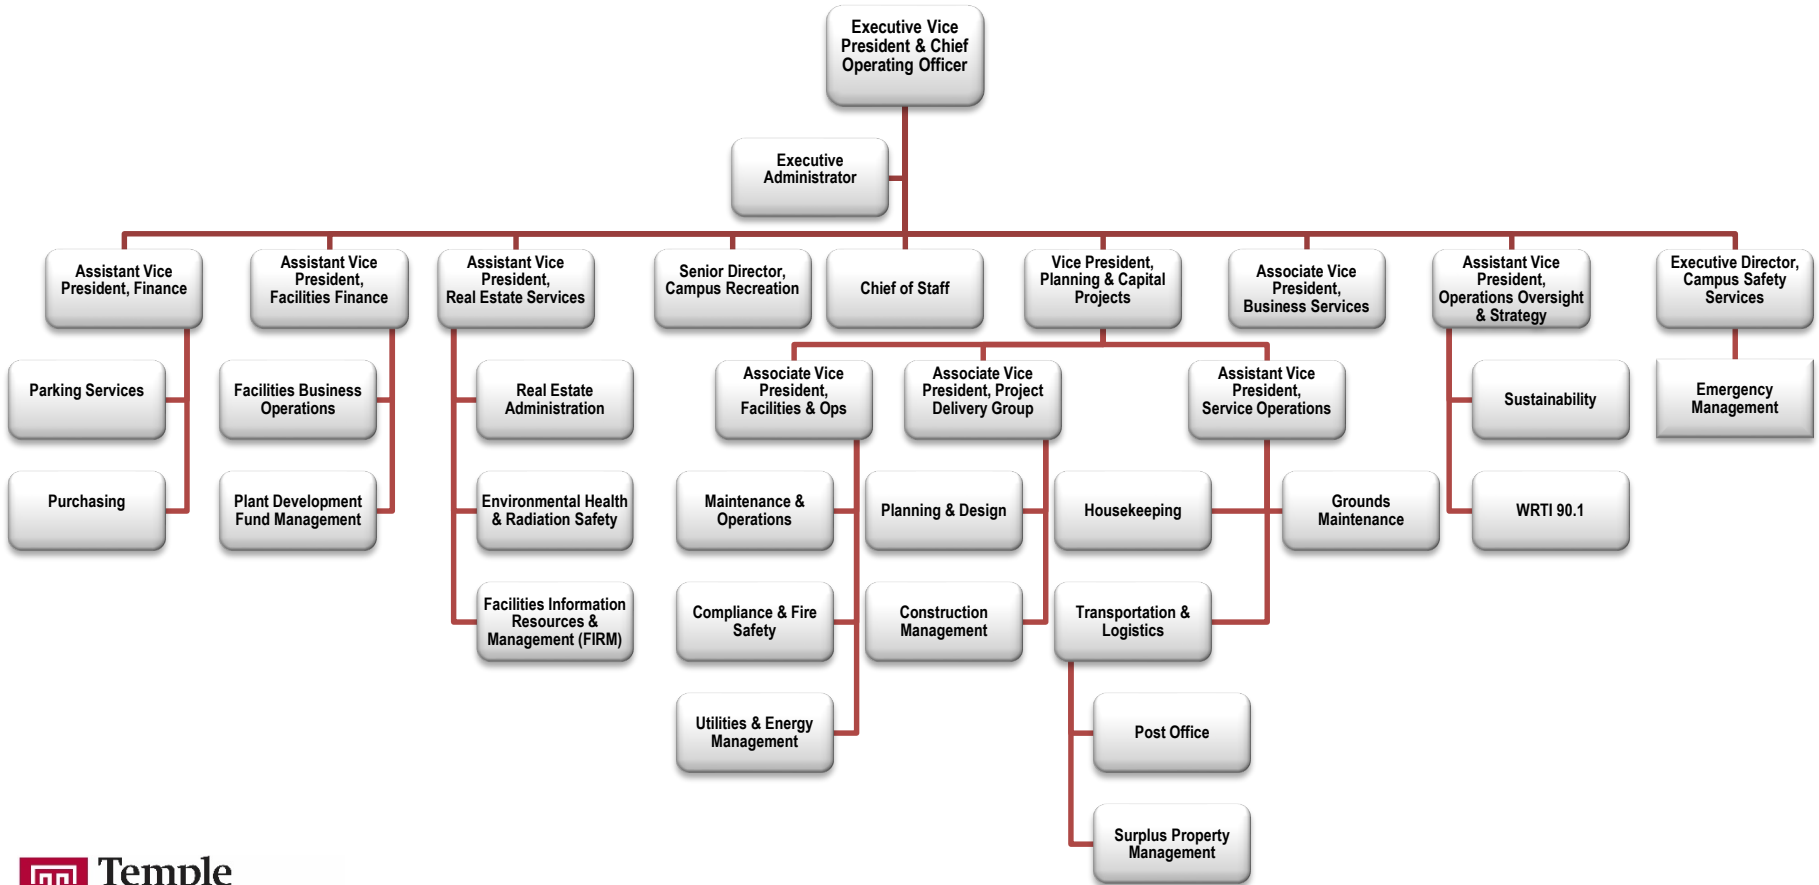 Executive Vice
President & Chief
Operating Officer
Executive
Administrator
Assistant Vice
President, Finance
Assistant Vice
President,
Facilities Finance
Assistant Vice
President,
Real Estate Services
Senior Director,
Campus Recreation
Chief of Staff
Vice President,
Planning & Capital
Projects
Associate Vice
President,
Business Services
Assistant Vice
President,
Operations Oversight
& Strategy
Executive Director,
Campus Safety
Services
Parking Services
Facilities Business
Operations
Real Estate
Administration
Associate Vice
President,
Facilities & Ops
Associate Vice
President, Project
Delivery Group
Assistant Vice
President,
Service Operations
Sustainability
Emergency
Management
Purchasing
Plant Development
Fund Management
Environmental Health
& Radiation Safety
Maintenance &
Operations
Planning & Design
Housekeeping
Grounds
Maintenance
WRTI 90.1
Facilities Information
Resources &
Management (FIRM)
Compliance & Fire
Safety
Construction
Management
Transportation &
Logistics
Utilities & Energy
Management
Post Office
Surplus Property
Management
Temple